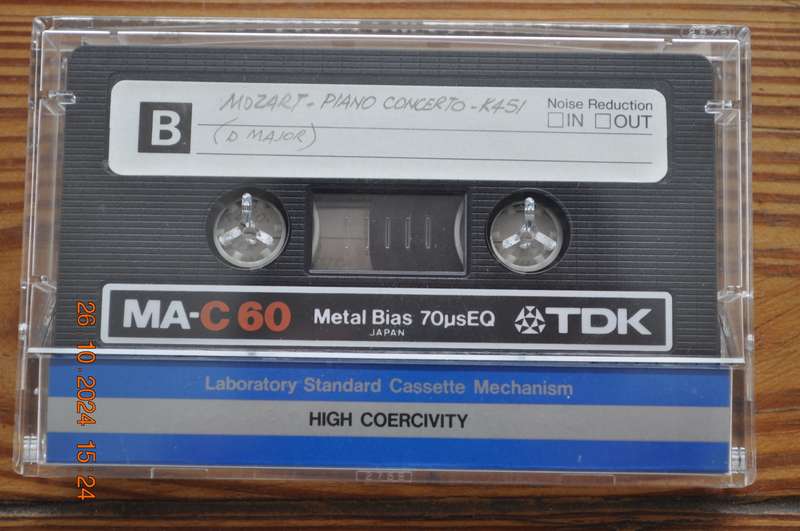 MOZART - PIANO CONCERTO - K451
(D MAJOR)
B
Noise Reduction
IN OUT
MA-C 60 Metal Bias 70µsEQ TDK
JAPAN
Laboratory Standard Cassette Mechanism
HIGH COERCIVITY
26.10.2024 15:24